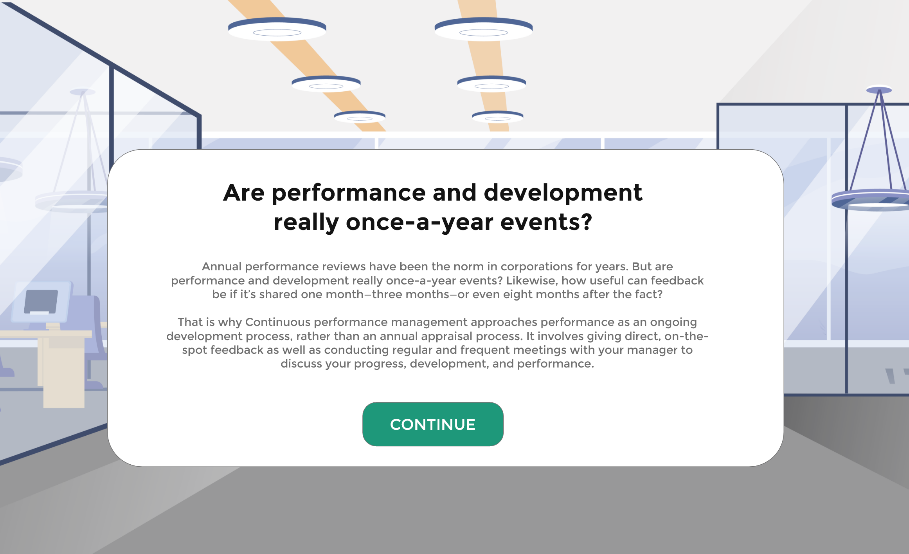 Are performance and development
really once-a-year events?
Annual performance reviews have been the norm in corporations for years. But are
performance and development really once-a-year events? Likewise, how useful can feedback
be if it's shared one month—three months—or even eight months after the fact?
That is why Continuous performance management approaches performance as an ongoing
development process, rather than an annual appraisal process. It involves giving direct, on-the-
spot feedback as well as conducting regular and frequent meetings with your manager to
discuss your progress, development, and performance.
CONTINUE